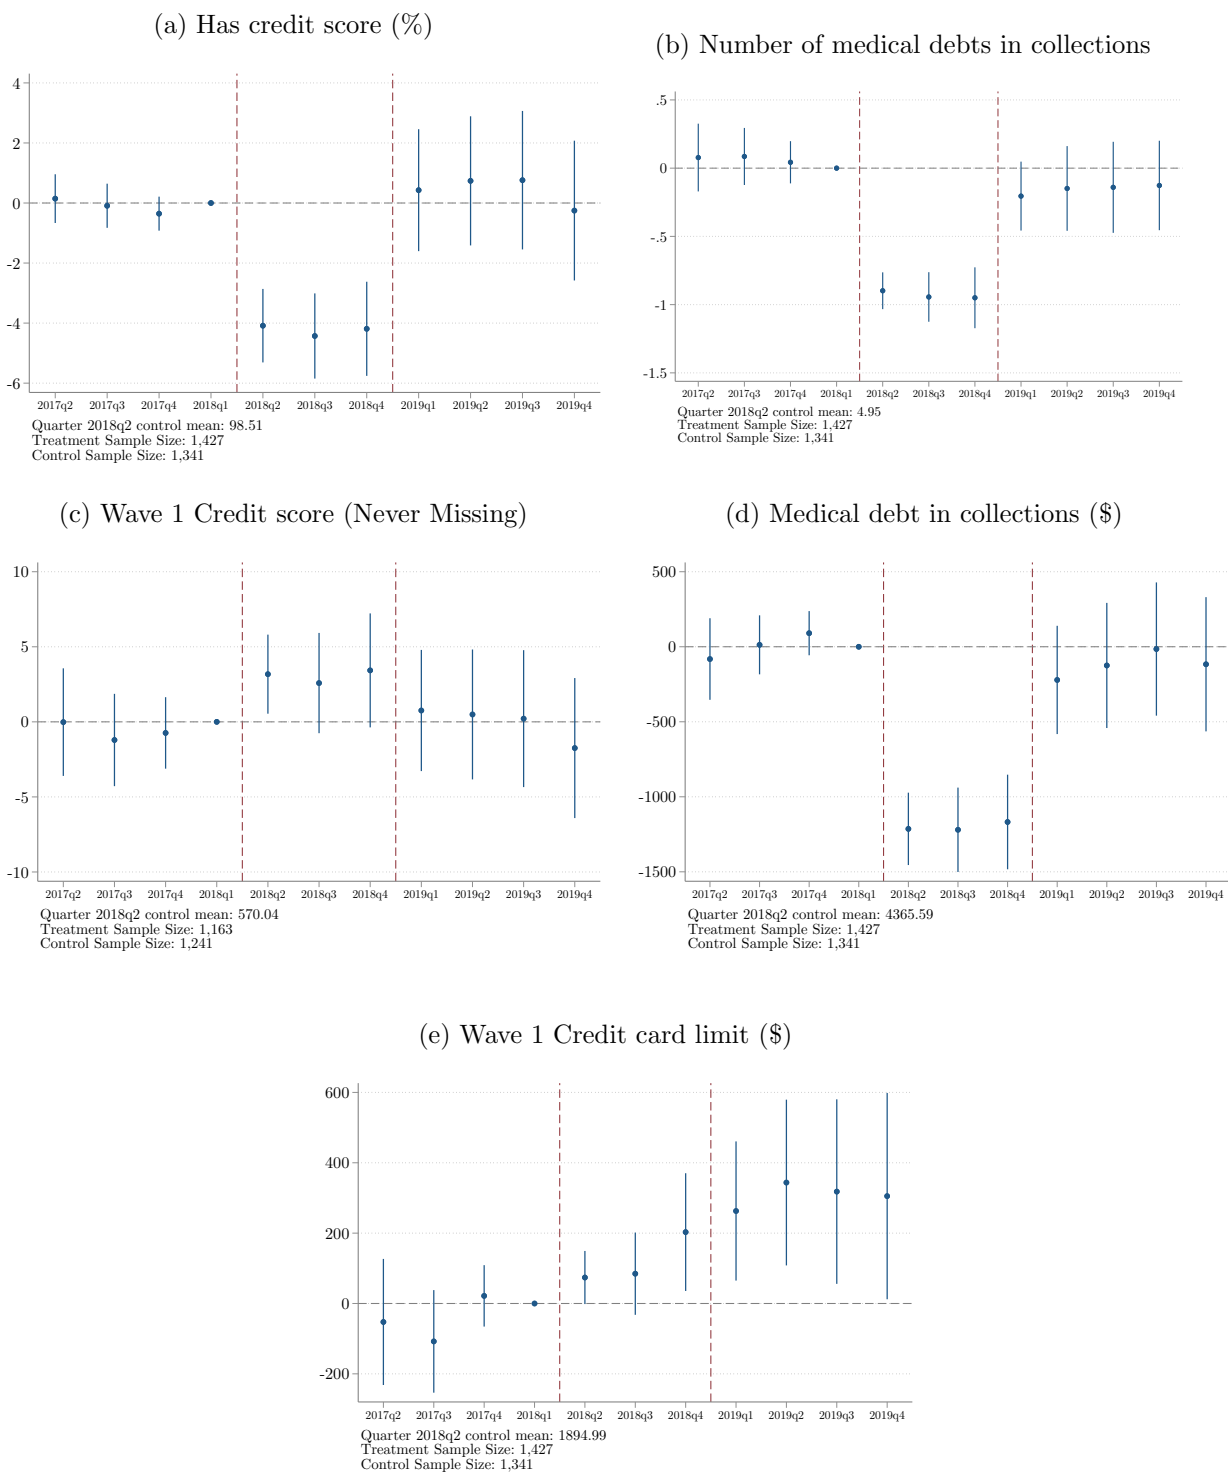 (a) Has credit score (%)
4
2
0
-2
-4
-6
2017q2 2017q3 2017q4 2018q1 2018q2 2018q3 2018q4 2019q1 2019q2 2019q3 2019q4
Quarter 2018q2 control mean: 98.51
Treatment Sample Size: 1,427
Control Sample Size: 1,341
(b) Number of medical debts in collections
.5
0
-.5
-1
-1.5
2017q2 2017q3 2017q4 2018q1 2018q2 2018q3 2018q4 2019q1 2019q2 2019q3 2019q4
Quarter 2018q2 control mean: 4.95
Treatment Sample Size: 1,427
Control Sample Size: 1,341
(c) Wave 1 Credit score (Never Missing)
10
5
0
-5
-10
2017q2 2017q3 2017q4 2018q1 2018q2 2018q3 2018q4 2019q1 2019q2 2019q3 2019q4
Quarter 2018q2 control mean: 570.04
Treatment Sample Size: 1,163
Control Sample Size: 1,241
(d) Medical debt in collections ($)
500
0
-500
-1000
-1500
2017q2 2017q3 2017q4 2018q1 2018q2 2018q3 2018q4 2019q1 2019q2 2019q3 2019q4
Quarter 2018q2 control mean: 4365.59
Treatment Sample Size: 1,427
Control Sample Size: 1,341
(e) Wave 1 Credit card limit ($)
600
400
200
0
-200
2017q2 2017q3 2017q4 2018q1 2018q2 2018q3 2018q4 2019q1 2019q2 2019q3 2019q4
Quarter 2018q2 control mean: 1894.99
Treatment Sample Size: 1,427
Control Sample Size: 1,341